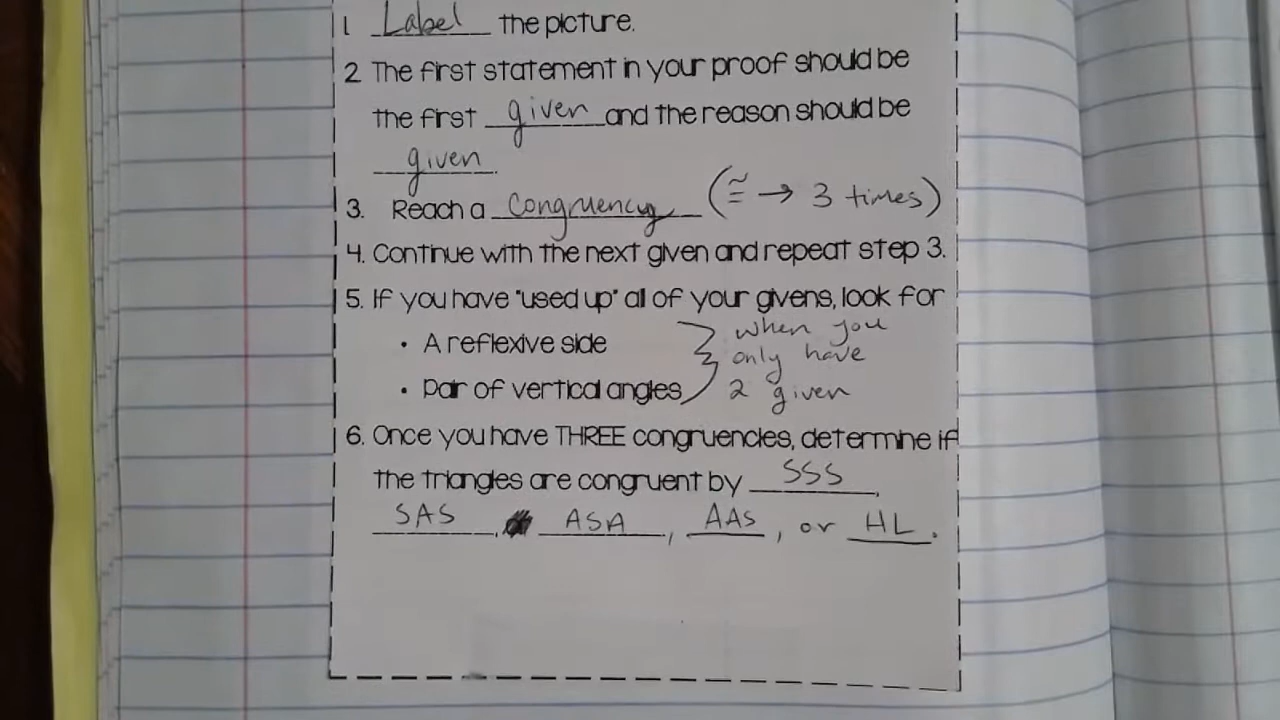 1 Label the picture.
2 The first statement in your proof should be
the first given and the reason should be
given.
3. Reach a congruency (≅ → 3 times)
4. Continue with the next given and repeat step 3.
5. If you have "used up" all of your givens, look for
• A reflexive side
• Pair of vertical angles
when you
only have
2 given
6. Once you have THREE congruencies, determine if
the triangles are congruent by SSS,
SAS, ASA, AAS, or HL.